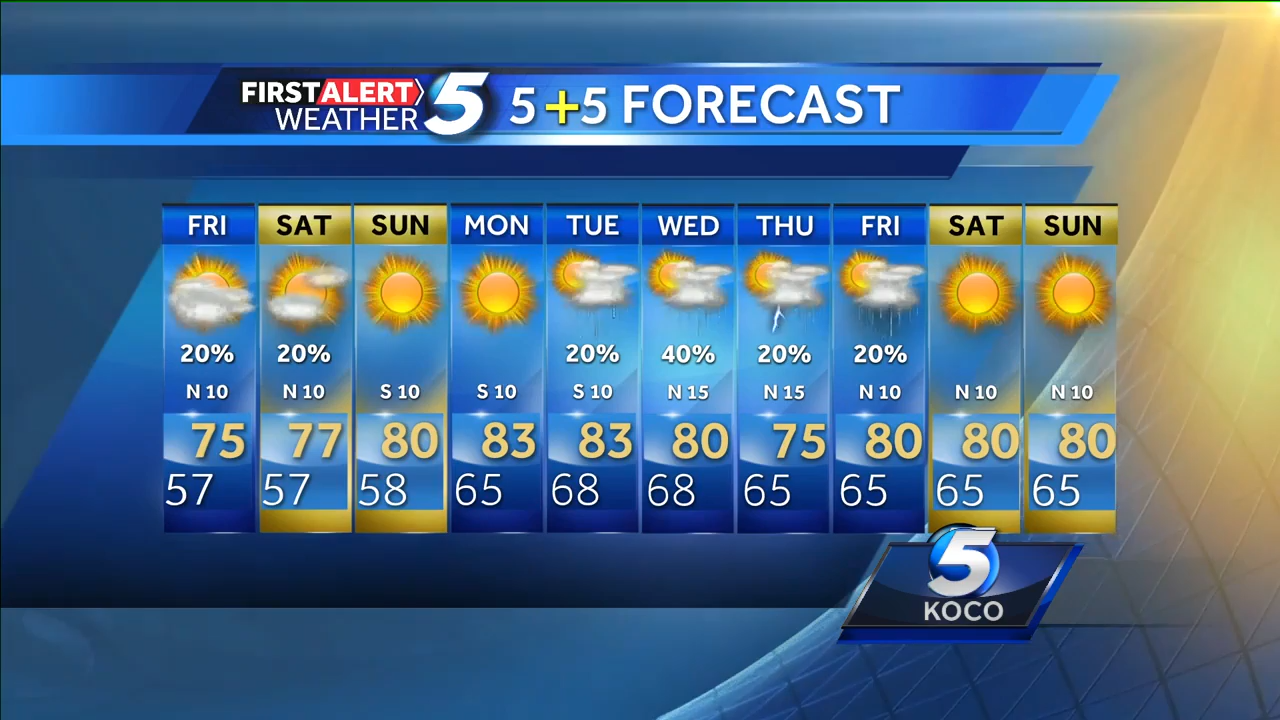 FIRST ALERT
WEATHER 5
5+5 FORECAST
FRI SAT SUN MON TUE WED THU FRI SAT SUN
20% 20% 20% 40% 20% 20%
N 10 N 10 S 10 S 10 S 10 N 15 N 15 N 10 N 10 N 10
75 77 80 83 83 80 75 80 80 80
57 57 58 65 68 68 65 65 65 65
5
KOCO